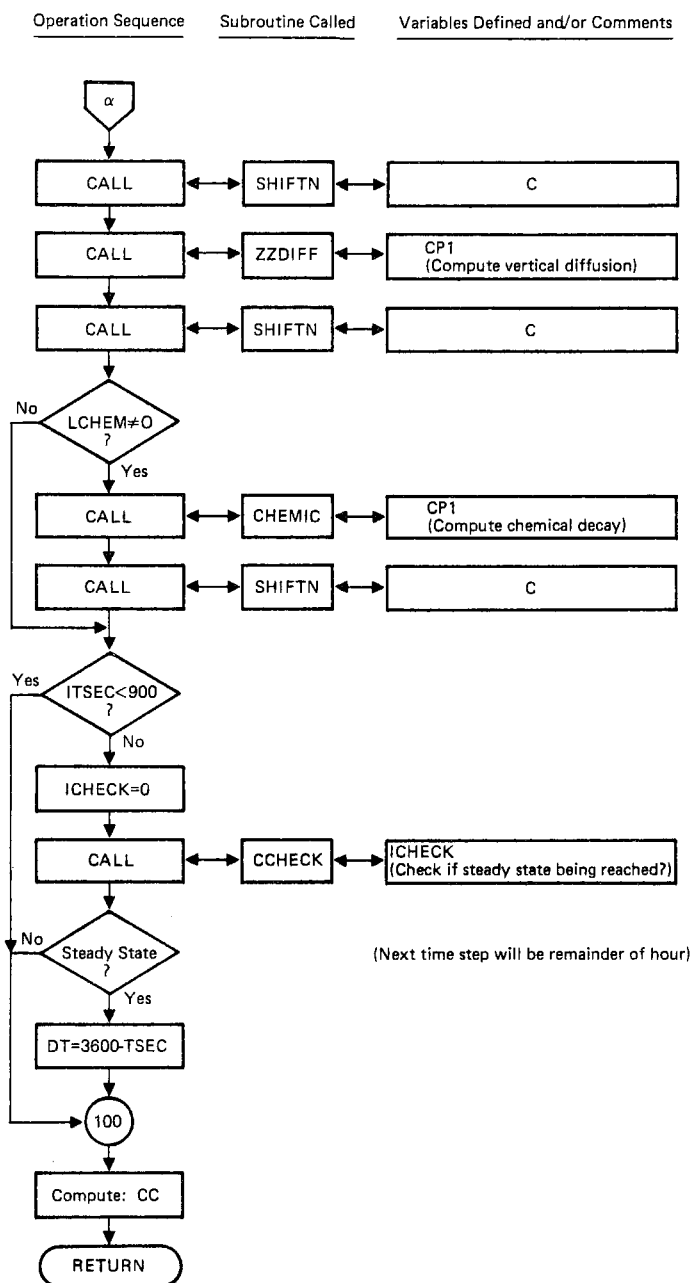 Operation Sequence Subroutine Called Variables Defined and/or Comments
α
CALL SHIFTN C
CALL ZZDIFF CP1
(Compute vertical diffusion)
CALL SHIFTN C
No
LCHEM≠O
?
Yes
CALL CHEMIC CP1
(Compute chemical decay)
CALL SHIFTN C
Yes
ITSEC<900
?
No
ICHECK=0
CALL CCHECK ICHECK
(Check if steady state being reached?)
No
Steady State
?
(Next time step will be remainder of hour)
Yes
DT=3600-TSEC
100
Compute: CC
RETURN